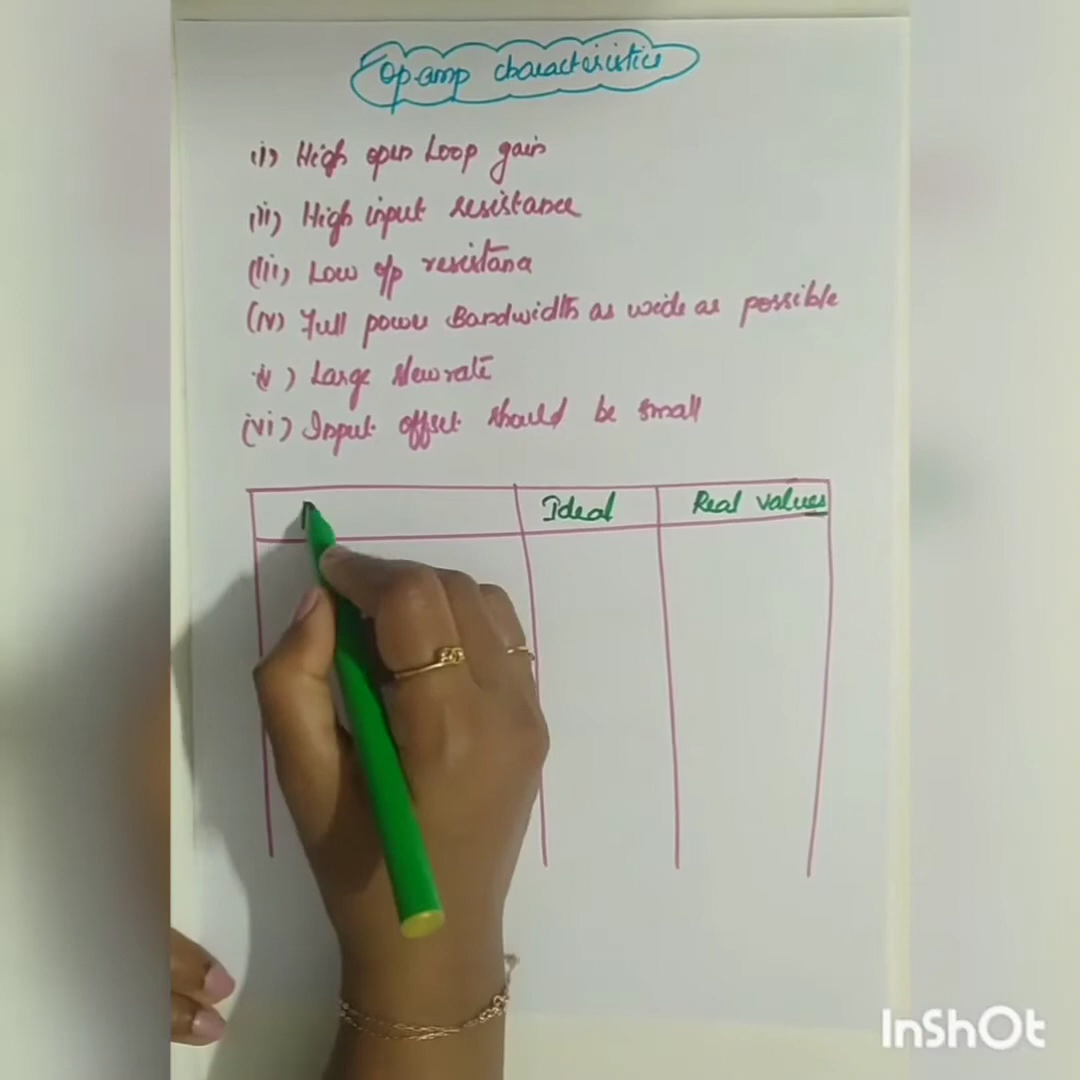 Op-amp characteristics
(i) High open Loop gain
(ii) High input resistance
(iii) Low o/p resistance
(iv) Full power Bandwidth as wide as possible
(v) Large slew rate
(vi) Input offset should be small
Ideal Real values
InShOt